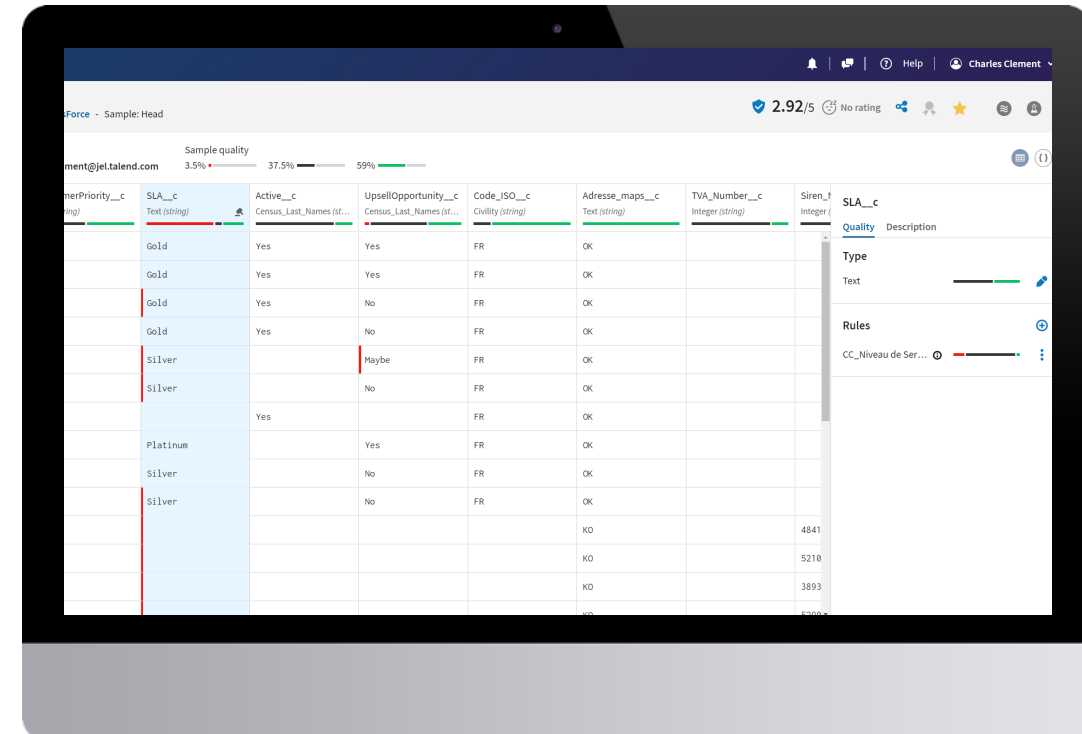 Help
Charles Clement
sForce - Sample: Head
2.92/5
No rating
ment@jel.talend.com
Sample quality
3.5%
37.5%
59%
merPriority__c SLA__c Active__c UpsellOpportunity__c Code_ISO__c Adresse_maps__c TVA_Number__c Siren_
ring) Text (string) Census_Last_Names (st... Census_Last_Names (st... Civility (string) Text (string) Integer (string) Integer (
Gold Yes Yes FR OK
Gold Yes Yes FR OK
Gold Yes No FR OK
Gold Yes No FR OK
Silver Maybe FR OK
Silver No FR OK
Yes FR OK
Platinum Yes FR OK
Silver No FR OK
Silver No FR OK
KO 4841
KO 5210
KO 3893
KO
SLA__c
Quality Description
Type
Text
Rules
CC_Niveau de Ser...